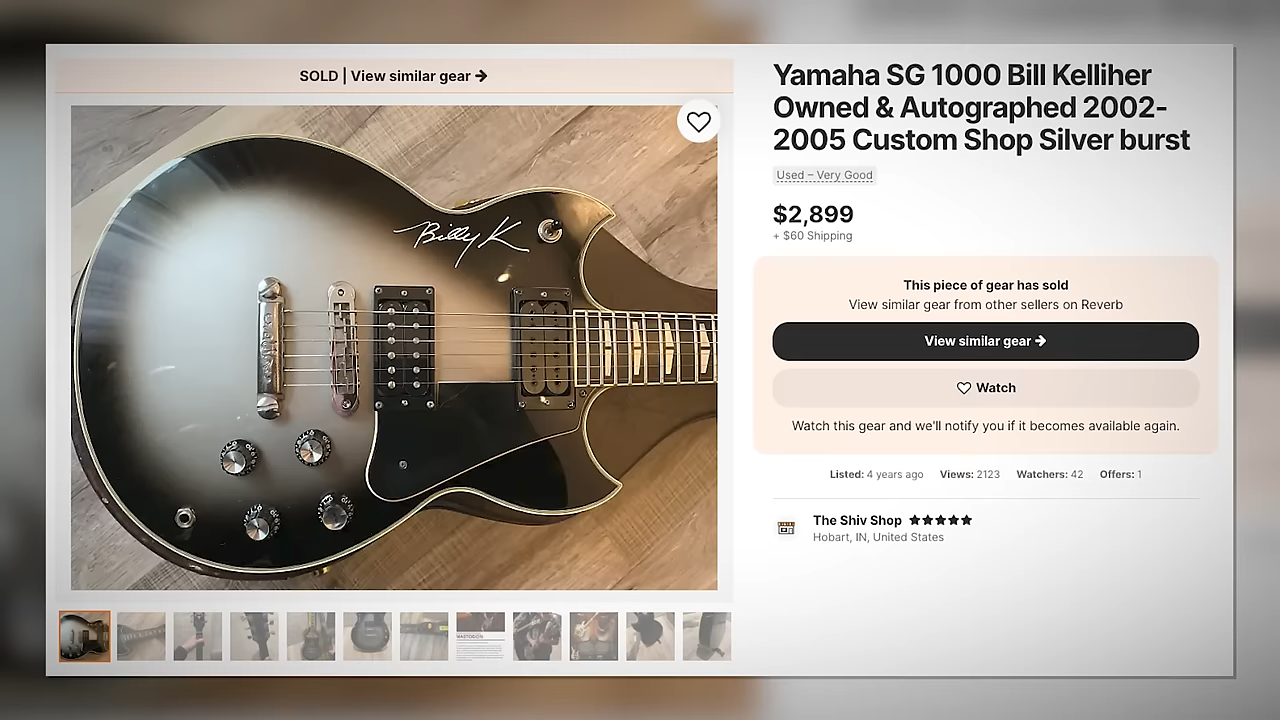 SOLD | View similar gear →
Billy K
Yamaha SG 1000 Bill Kelliher
Owned & Autographed 2002-
2005 Custom Shop Silver burst
Used – Very Good
$2,899
+ $60 Shipping
This piece of gear has sold
View similar gear from other sellers on Reverb
View similar gear →
Watch
Watch this gear and we'll notify you if it becomes available again.
Listed: 4 years ago Views: 2123 Watchers: 42 Offers: 1
The Shiv Shop ★★★★★
Hobart, IN, United States
MASTODON